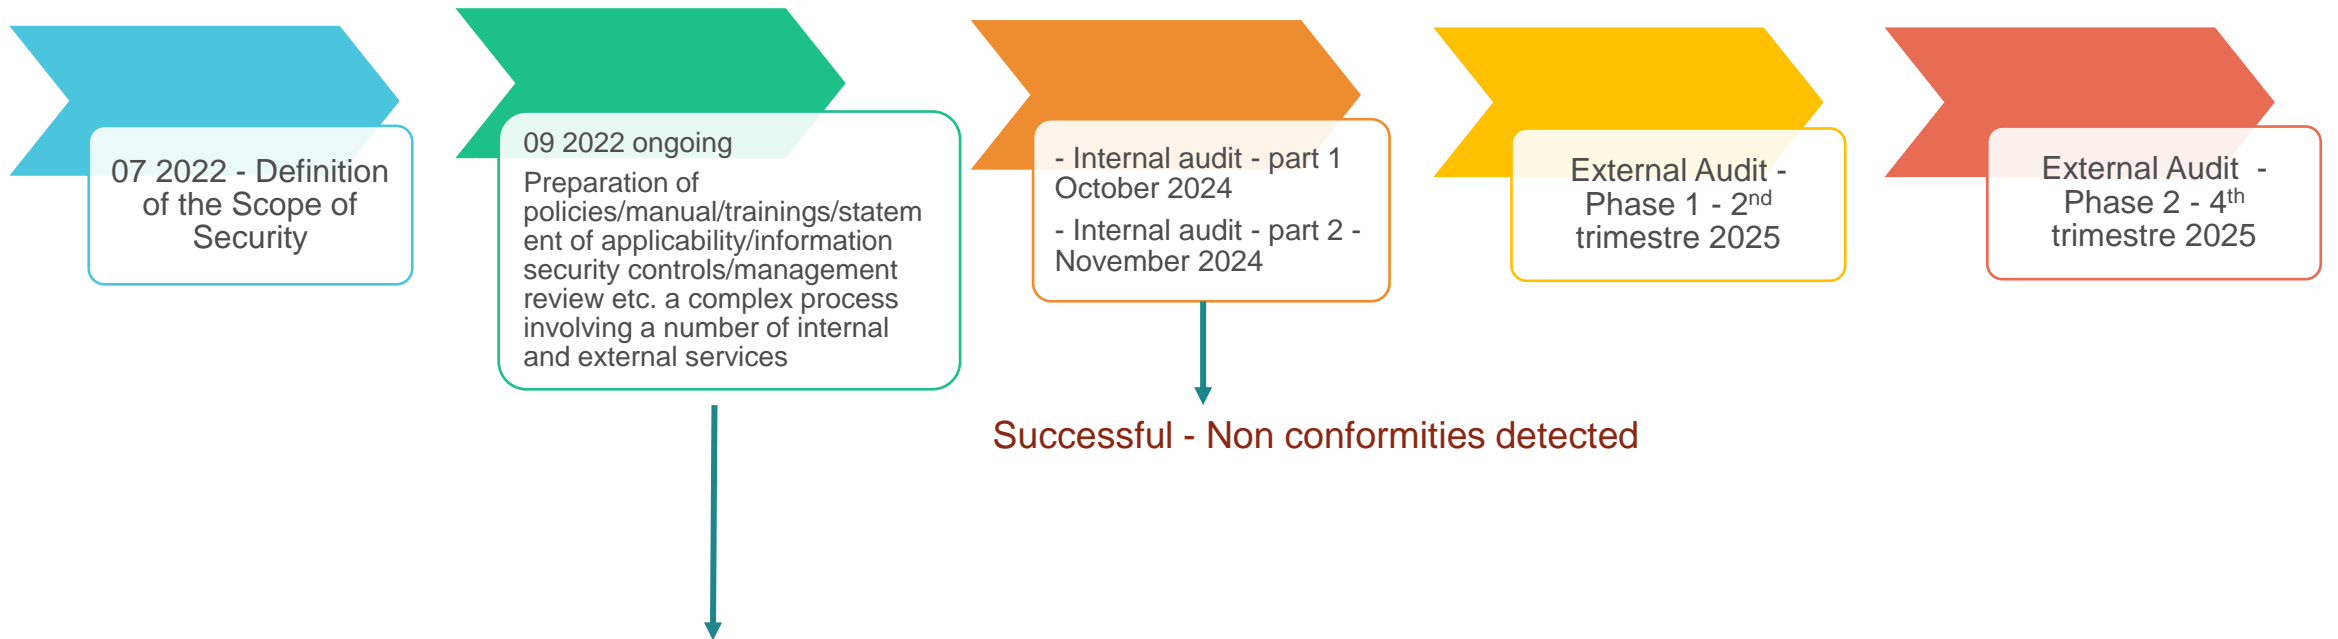 07 2022 - Definition
of the Scope of
Security
09 2022 ongoing
Preparation of
policies/manual/trainings/statem
ent of applicability/information
security controls/management
review etc. a complex process
involving a number of internal
and external services
- Internal audit - part 1
October 2024
- Internal audit - part 2 -
November 2024
External Audit -
Phase 1 - 2nd
trimestre 2025
External Audit -
Phase 2 - 4th
trimestre 2025
Successful - Non conformities detected